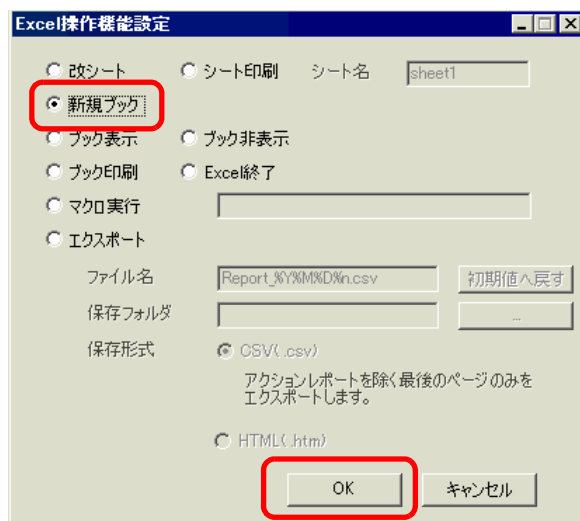 Excel操作機能設定
改シート シート印刷 シート名 sheet1
新規ブック
ブック表示 ブック非表示
ブック印刷 Excel終了
マクロ実行
エクスポート
ファイル名 Report_%Y%M%D%n.csv 初期値へ戻す
保存フォルダ ...
保存形式 CSV(.csv)
アクションレポートを除く最後のページのみを
エクスポートします。
HTML(.htm)
OK キャンセル